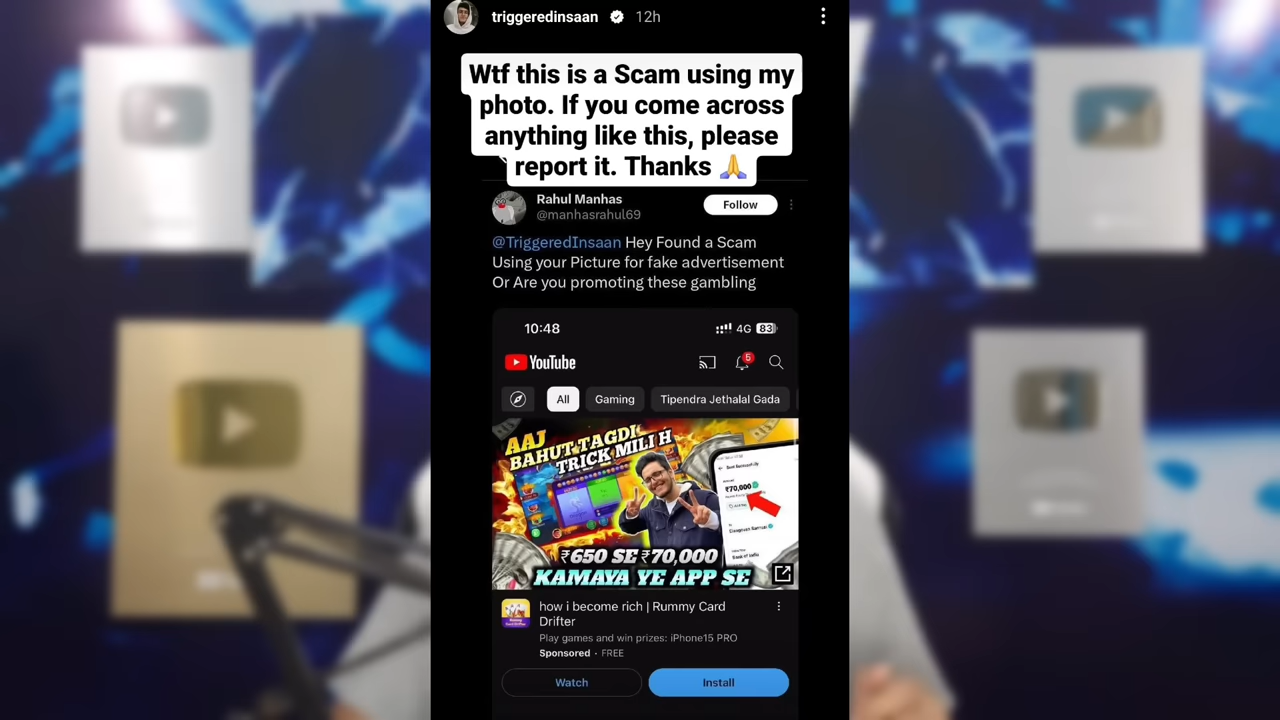 triggeredinsaan 12h
Wtf this is a Scam using my
photo. If you come across
anything like this, please
report it. Thanks 🙏
Rahul Manhas
@manhasrahul69
Follow
@TriggeredInsaan Hey Found a Scam
Using your Picture for fake advertisement
Or Are you promoting these gambling
10:48
4G 83
YouTube
5
All
Gaming
Tipendra Jethalal Gada
AAJ
BAHUT TAGDI
TRICK MILI H
₹70,000
₹650 SE ₹70,000
KAMAYA YE APP SE
how i become rich | Rummy Card
Drifter
Play games and win prizes: iPhone15 PRO
Sponsored · FREE
Watch
Install